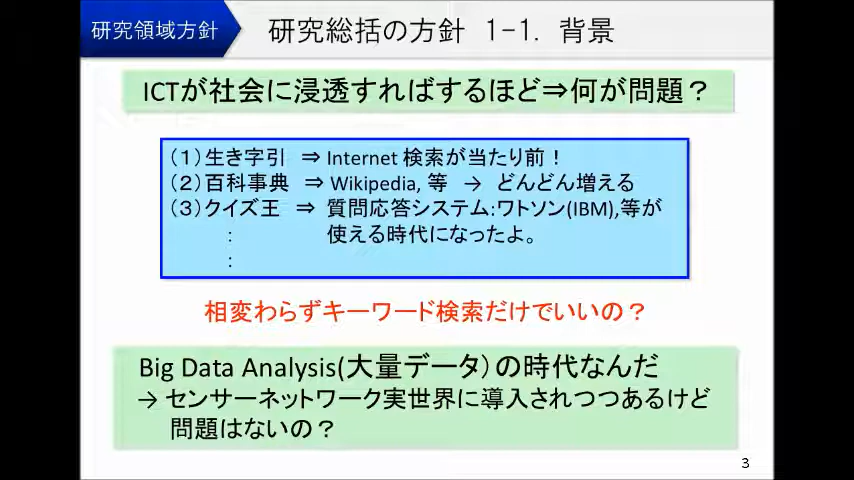 研究領域方針
研究総括の方針 1-1. 背景
ICTが社会に浸透すればするほど⇒何が問題？
（1）生き字引 ⇒ Internet 検索が当たり前！
（2）百科事典 ⇒ Wikipedia, 等 → どんどん増える
（3）クイズ王 ⇒ 質問応答システム:ワトソン(IBM),等が
： 使える時代になったよ。
：
相変わらずキーワード検索だけでいいの？
Big Data Analysis(大量データ）の時代なんだ
→ センサーネットワーク実世界に導入されつつあるけど
問題はないの？
3